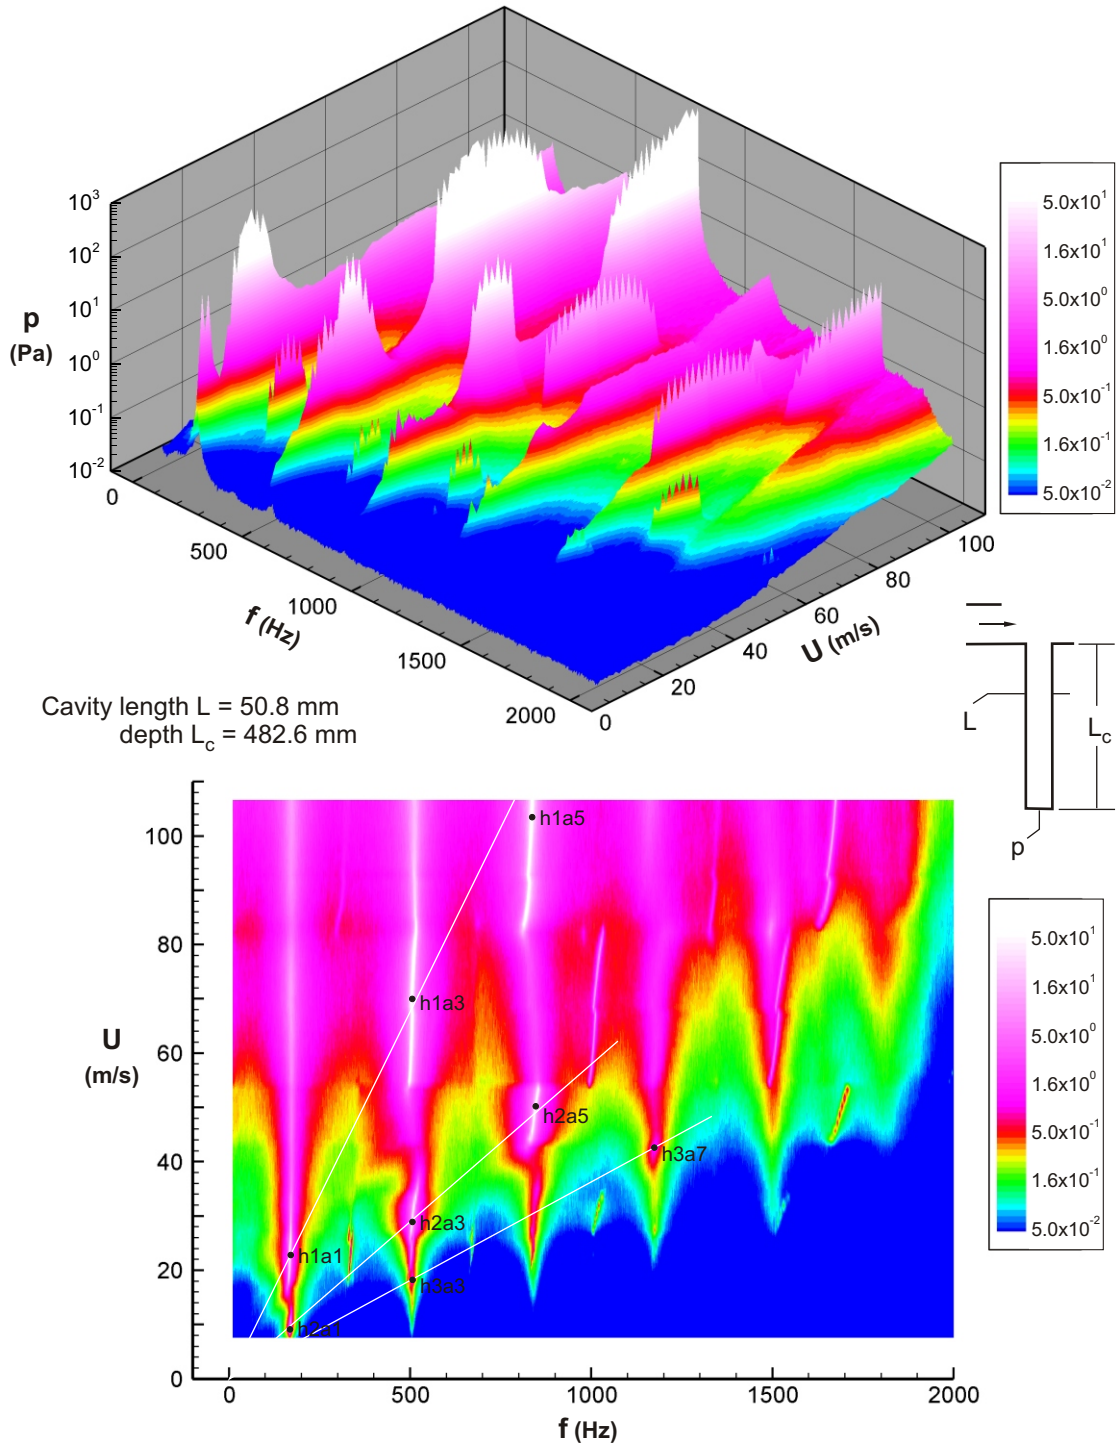 10³
10²
10¹
10⁰
10⁻¹
10⁻²
p
(Pa)
0
500
1000
1500
2000
f (Hz)
0
20
40
60
80
100
U (m/s)
5.0x10¹
1.6x10¹
5.0x10⁰
1.6x10⁰
5.0x10⁻¹
1.6x10⁻¹
5.0x10⁻²
Cavity length L = 50.8 mm
depth L_c = 482.6 mm
L
L_c
p
100
80
60
40
20
0
U
(m/s)
h1a5
h1a3
h2a5
h3a7
h2a3
h1a1
h3a3
h2a1
0
500
1000
1500
2000
f (Hz)
5.0x10¹
1.6x10¹
5.0x10⁰
1.6x10⁰
5.0x10⁻¹
1.6x10⁻¹
5.0x10⁻²